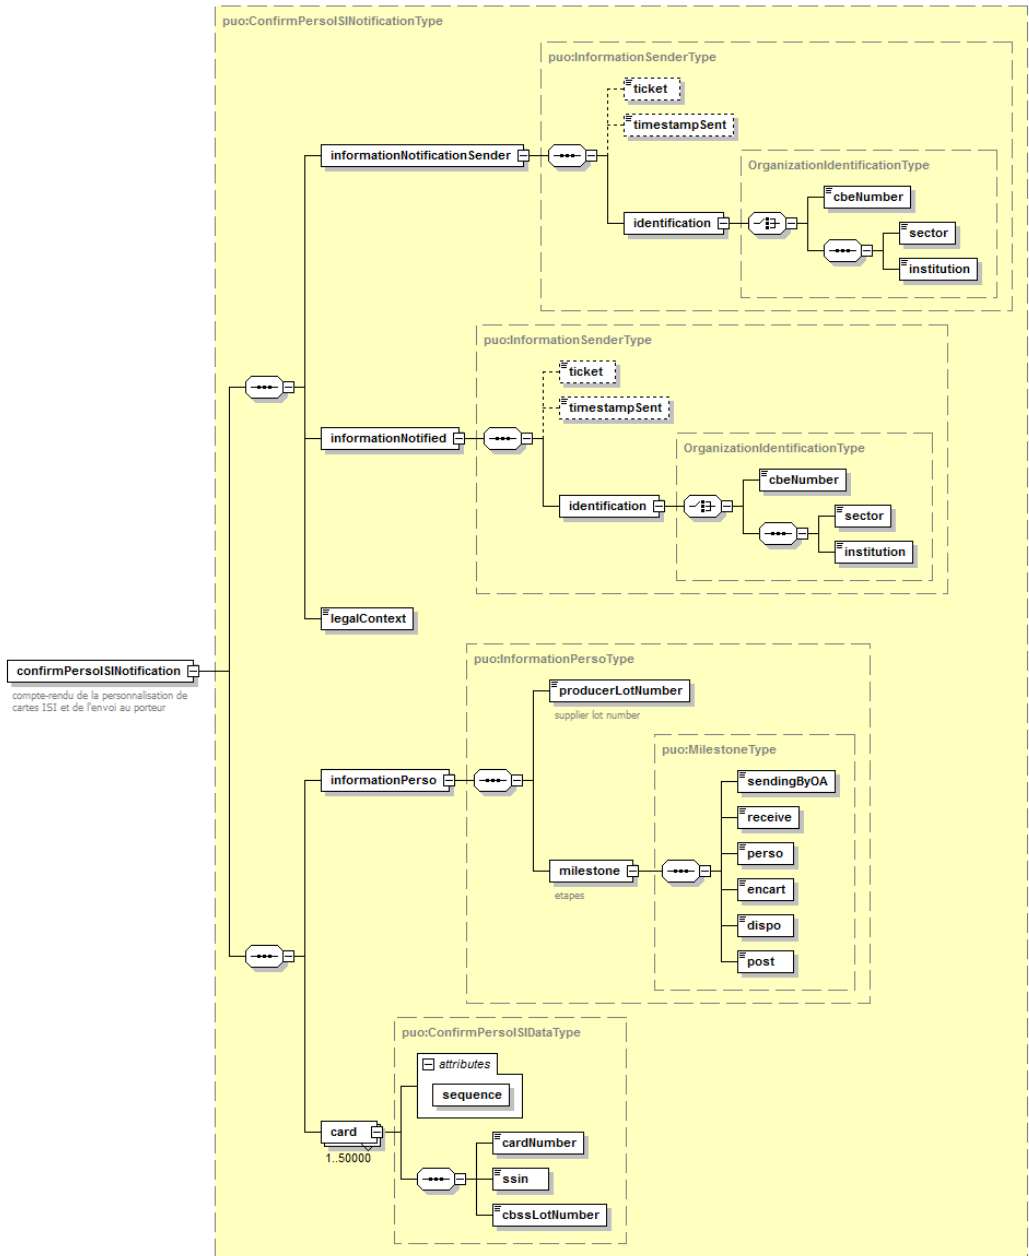 puo:ConfirmPersoISINotificationType
puo:InformationSenderType
ticket
timestampSent
informationNotificationSender
OrganizationIdentificationType
cbeNumber
identification
sector
institution
puo:InformationSenderType
ticket
timestampSent
informationNotified
OrganizationIdentificationType
cbeNumber
identification
sector
institution
legalContext
confirmPersoISINotification
compte-rendu de la personnalisation de
cartes ISI et de l'envoi au porteur
puo:InformationPersoType
producerLotNumber
supplier lot number
puo:MilestoneType
informationPerso
sendingByOA
receive
perso
milestone
etapes
encart
dispo
post
puo:ConfirmPersoISIDataType
attributes
sequence
card
1..50000
cardNumber
ssin
cbssLotNumber